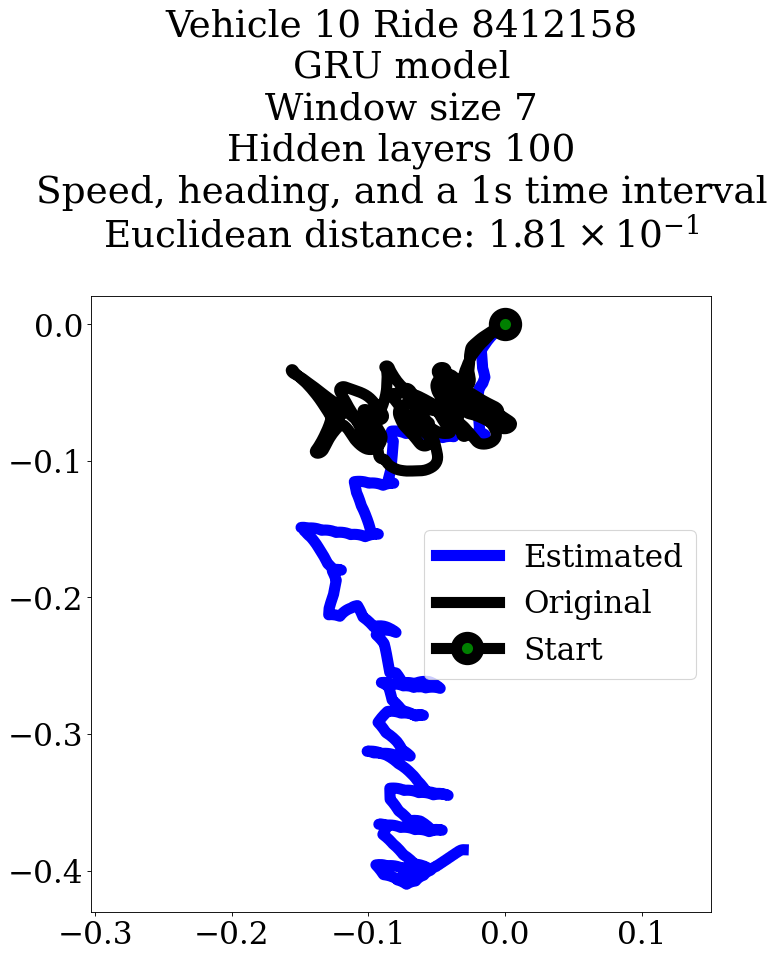 Vehicle 10 Ride 8412158
GRU model
Window size 7
Hidden layers 100
Speed, heading, and a 1s time interval
Euclidean distance: 1.81 × 10⁻¹
0.0
−0.1
−0.2
−0.3
−0.4
Estimated
Original
Start
−0.3 −0.2 −0.1 0.0 0.1